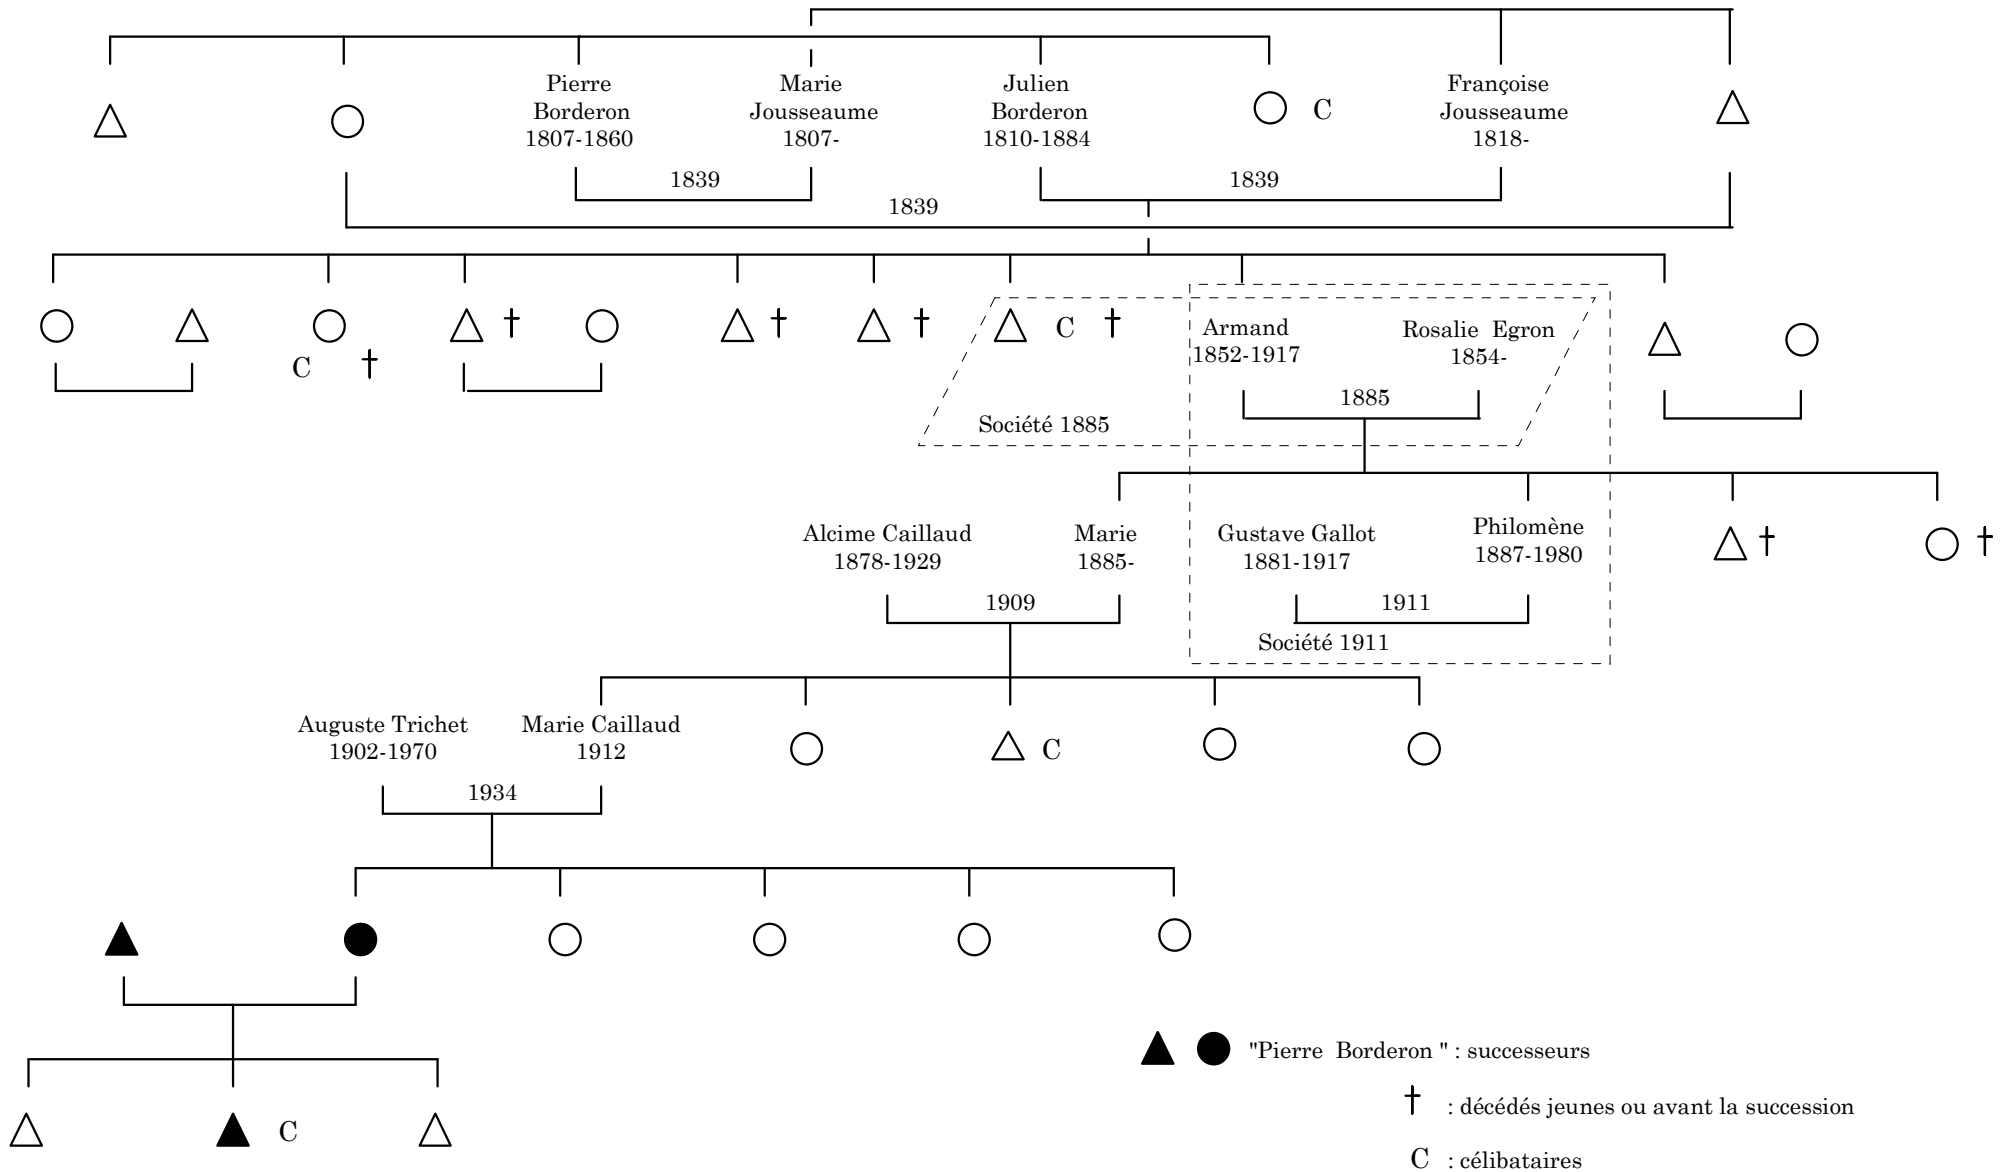 Pierre
Borderon
1807-1860
Marie
Jousseaume
1807-
Julien
Borderon
1810-1884
C
Françoise
Jousseaume
1818-
1839
1839
1839
C †
†
†
†
C †
Armand
1852-1917
Rosalie Egron
1854-
1885
Société 1885
Alcime Caillaud
1878-1929
Marie
1885-
Gustave Gallot
1881-1917
Philomène
1887-1980
†
†
1909
1911
Société 1911
Auguste Trichet
1902-1970
Marie Caillaud
1912
C
1934
"Pierre Borderon " : successeurs
† : décédés jeunes ou avant la succession
C
C : célibataires